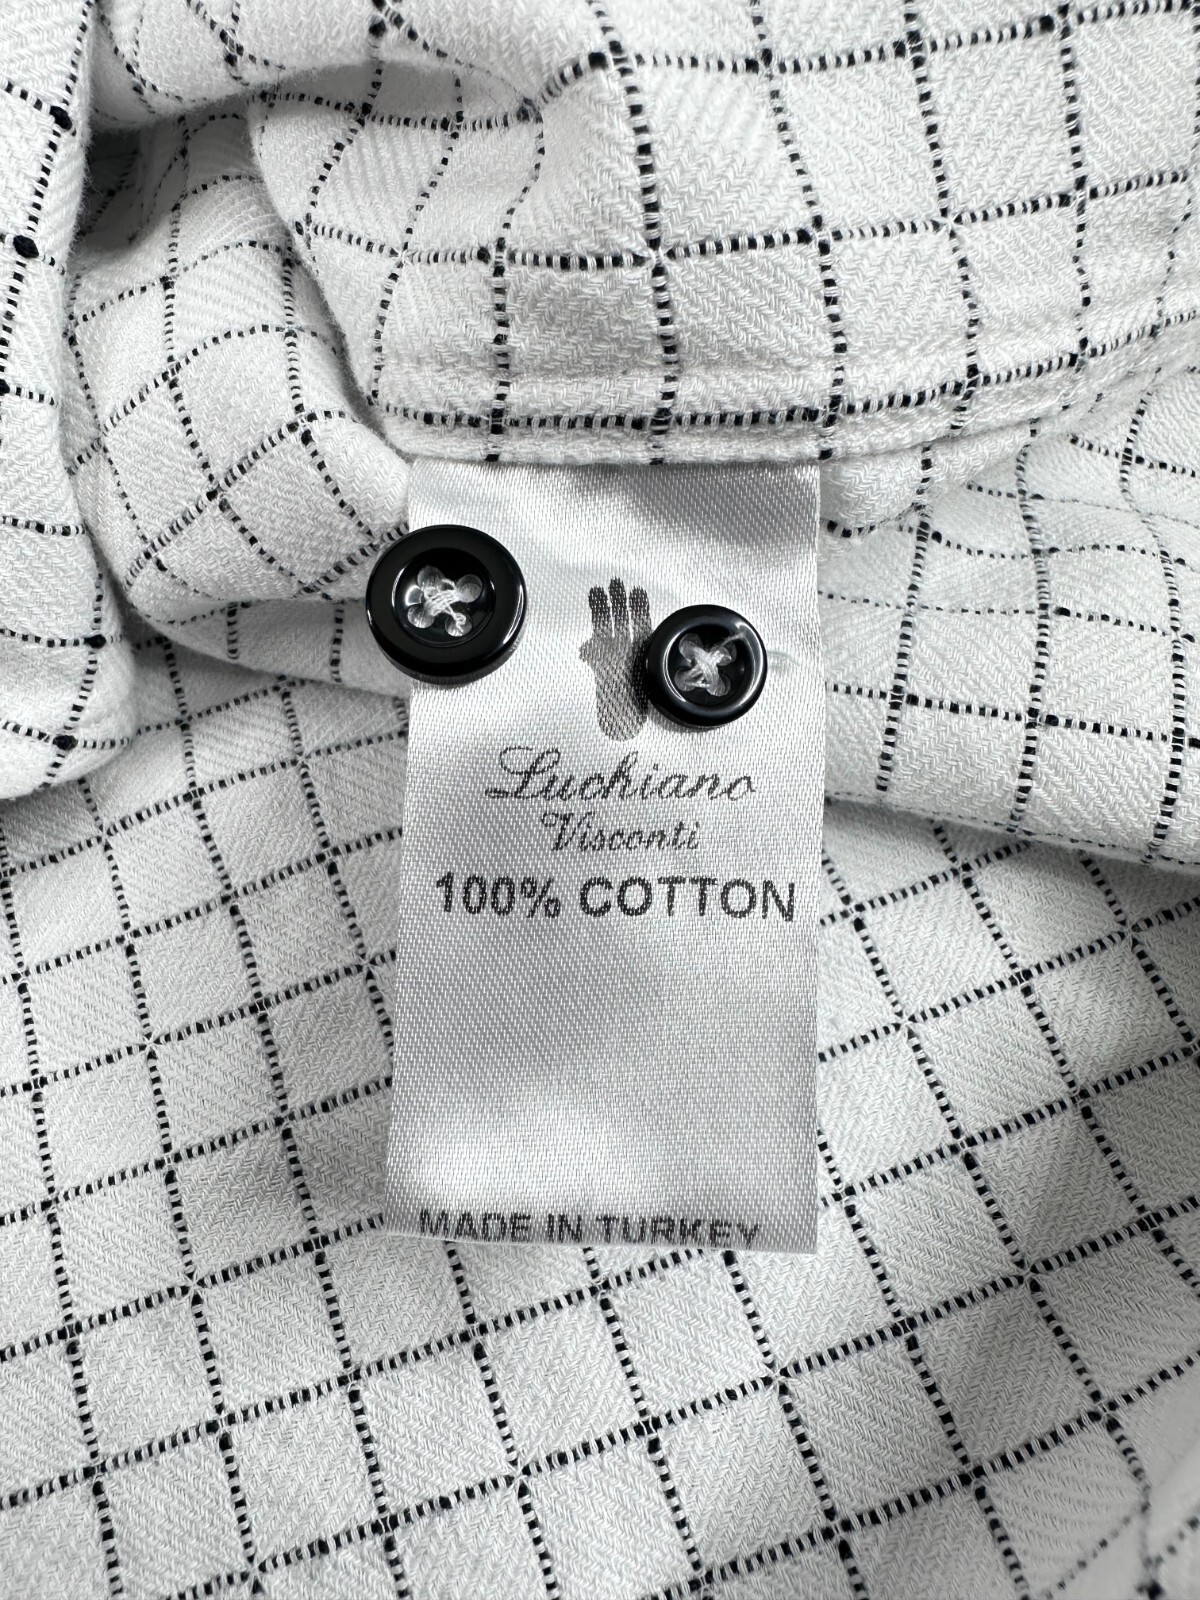 Luchiano
Visconti
100% COTTON
MADE IN TURKEY